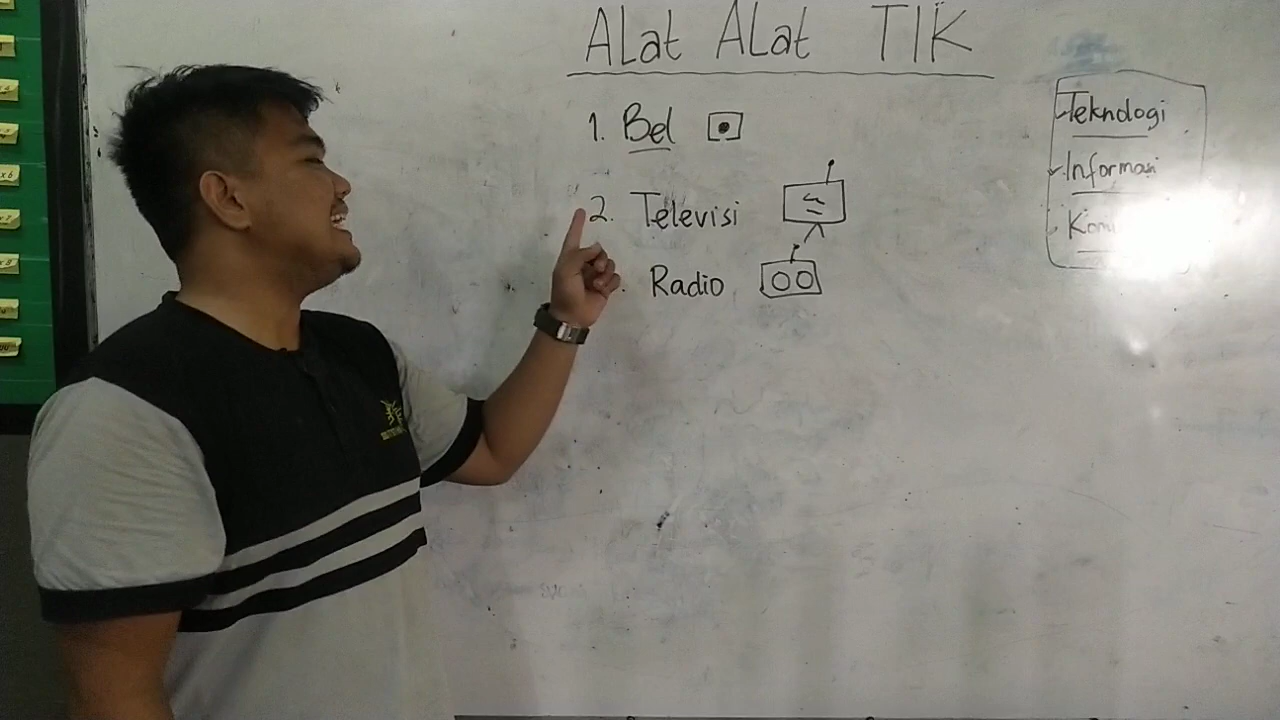 ALat ALat TIK
1. Bel
2. Televisi
Radio
Teknologi
Informasi